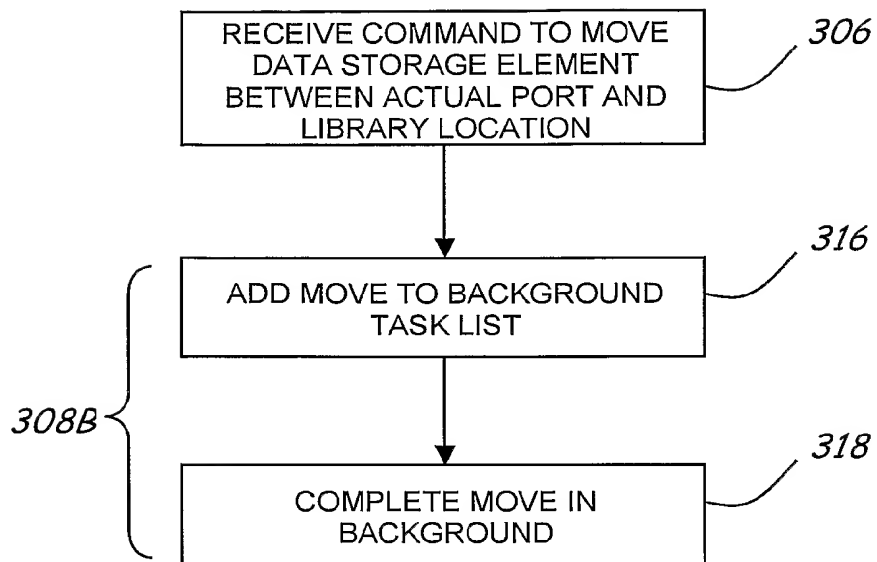 RECEIVE COMMAND TO MOVE
DATA STORAGE ELEMENT
BETWEEN ACTUAL PORT AND
LIBRARY LOCATION
306
ADD MOVE TO BACKGROUND
TASK LIST
316
308B
COMPLETE MOVE IN
BACKGROUND
318